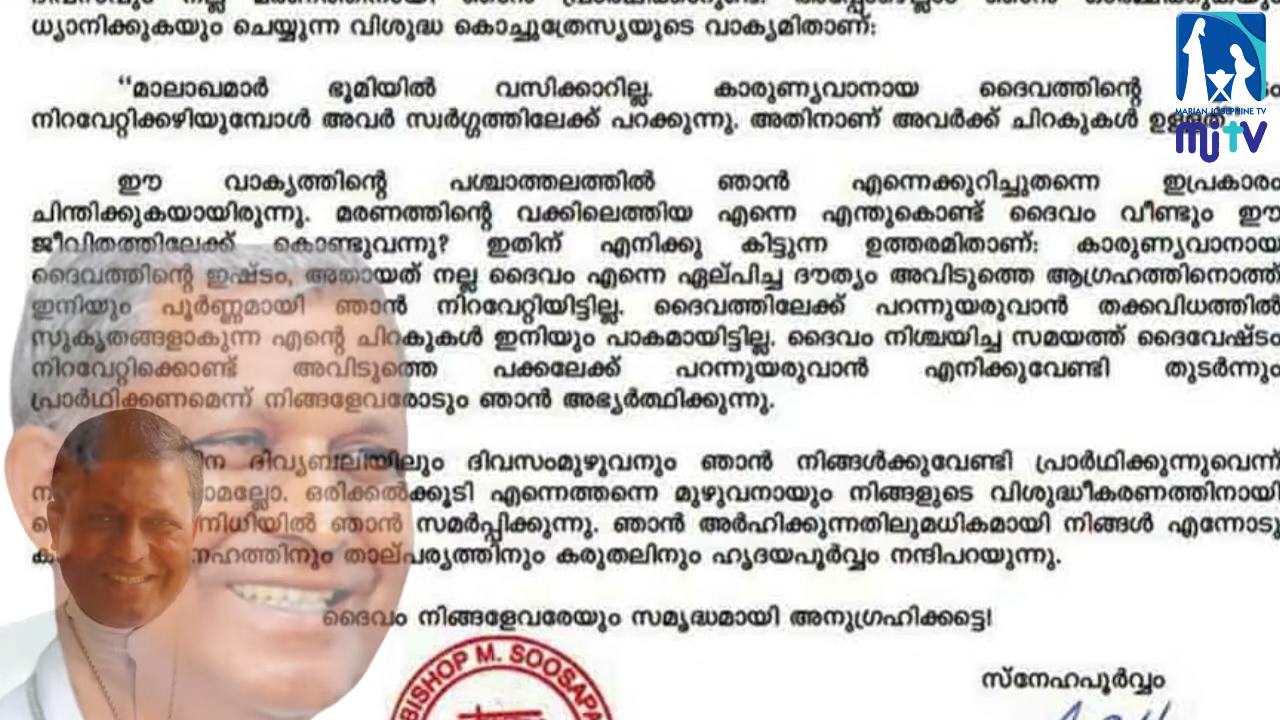 ധ്യാനിക്കുകയും ചെയ്യുന്ന വിശുദ്ധ കൊച്ചുത്രേസ്യയുടെ വാക്യമിതാണ്:
“മാലാഖമാർ ഭൂമിയിൽ വസിക്കാറില്ല. കാരുണ്യവാനായ ദൈവത്തിന്റെ
നിറവേറ്റിക്കഴിയുമ്പോൾ അവർ സ്വർഗ്ഗത്തിലേക്ക് പറക്കുന്നു. അതിനാണ് അവർക്ക് ചിറകുകൾ
ഈ വാക്യത്തിന്റെ പശ്ചാത്തലത്തിൽ ഞാൻ എന്നെക്കുറിച്ചുതന്നെ ഇപ്രകാരം
ചിന്തിക്കുകയായിരുന്നു. മരണത്തിന്റെ വക്കിലെത്തിയ എന്നെ എന്തുകൊണ്ട് ദൈവം വീണ്ടും ഈ
ജീവിതത്തിലേക്ക് കൊണ്ടുവന്നു? ഇതിന് എനിക്കു കിട്ടുന്ന ഉത്തരമിതാണ്: കാരുണ്യവാനായ
ദൈവത്തിന്റെ ഇഷ്ടം, അതായത് നല്ല ദൈവം എന്നെ ഏല്പിച്ച ദൗത്യം അവിടുത്തെ ആഗ്രഹത്തിനൊത്ത്
ഇനിയും പൂർണ്ണമായി ഞാൻ നിറവേറ്റിയിട്ടില്ല. ദൈവത്തിലേക്ക് പറന്നുയരുവാൻ തക്കവിധത്തിൽ
സുകൃതങ്ങളാകുന്ന എന്റെ ചിറകുകൾ ഇനിയും പാകമായിട്ടില്ല. ദൈവം നിശ്ചയിച്ച സമയത്ത് ദൈവേഷ്ടം
നിറവേറ്റിക്കൊണ്ട് അവിടുത്തെ പക്കലേക്ക് പറന്നുയരുവാൻ എനിക്കുവേണ്ടി തുടർന്നും
പ്രാർഥിക്കണമെന്ന് നിങ്ങളേവരോടും ഞാൻ അഭ്യർത്ഥിക്കുന്നു.
ദിവ്യബലിയിലും ദിവസംമുഴുവനും ഞാൻ നിങ്ങൾക്കുവേണ്ടി പ്രാർഥിക്കുന്നുവെന്ന്
ഒരിക്കൽക്കൂടി എന്നെത്തന്നെ മുഴുവനായും നിങ്ങളുടെ വിശുദ്ധീകരണത്തിനായി
ഞാൻ സമർപ്പിക്കുന്നു. ഞാൻ അർഹിക്കുന്നതിലുമധികമായി നിങ്ങൾ എന്നോടു
താല്പര്യത്തിനും കരുതലിനും ഹൃദയപൂർവ്വം നന്ദിപറയുന്നു.
ദൈവം നിങ്ങളേവരേയും സമൃദ്ധമായി അനുഗ്രഹിക്കട്ടെ!
സ്നേഹപൂർവ്വം
BISHOP M. SOOSAPA
MARIAN JOSEPHINE TV
mjtv